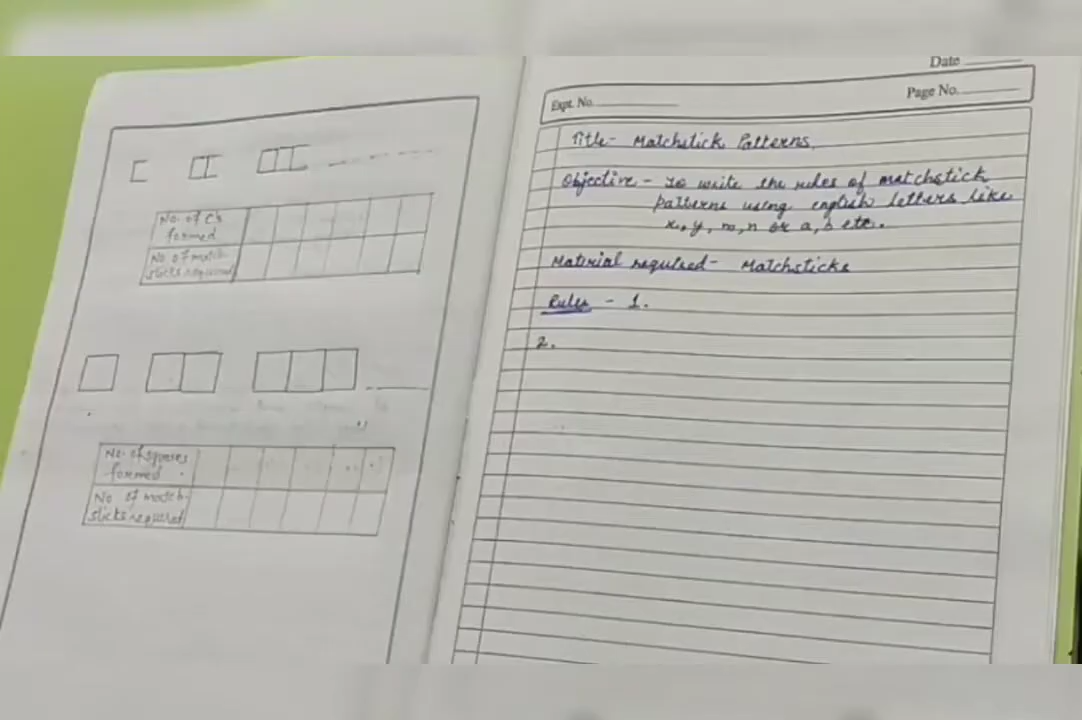 No. of C's
formed
No. of match-
sticks required
No. of squares
formed
No of match-
sticks required
Date
Expt. No.
Page No.
Title- Matchstick Patterns.
Objective - To write the rules of matchstick
patterns using english letters like
x, y, m, n or a, b etc.
Material required- Matchsticks
Rules - 1.
2.